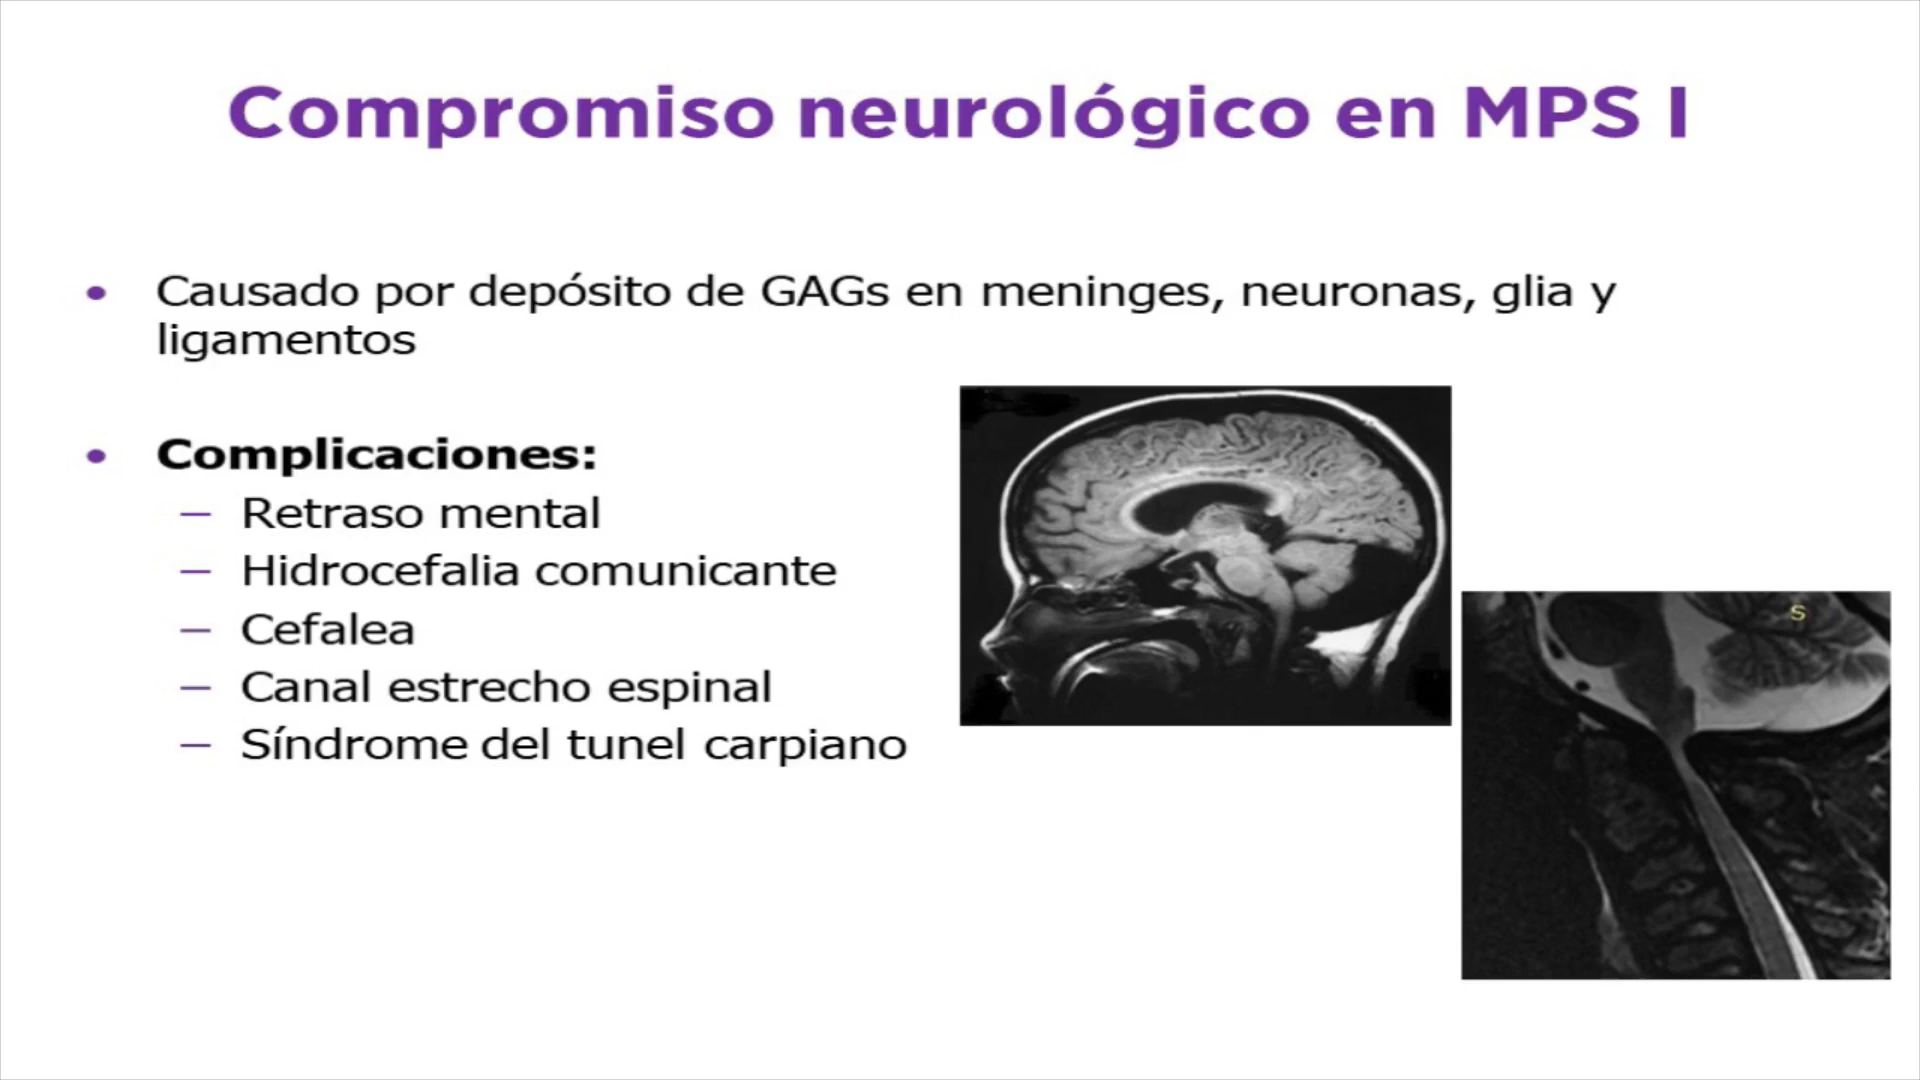 Compromiso neurológico en MPS I
• Causado por depósito de GAGs en meninges, neuronas, glia y
ligamentos
• Complicaciones:
– Retraso mental
– Hidrocefalia comunicante
– Cefalea
– Canal estrecho espinal
– Síndrome del tunel carpiano
S